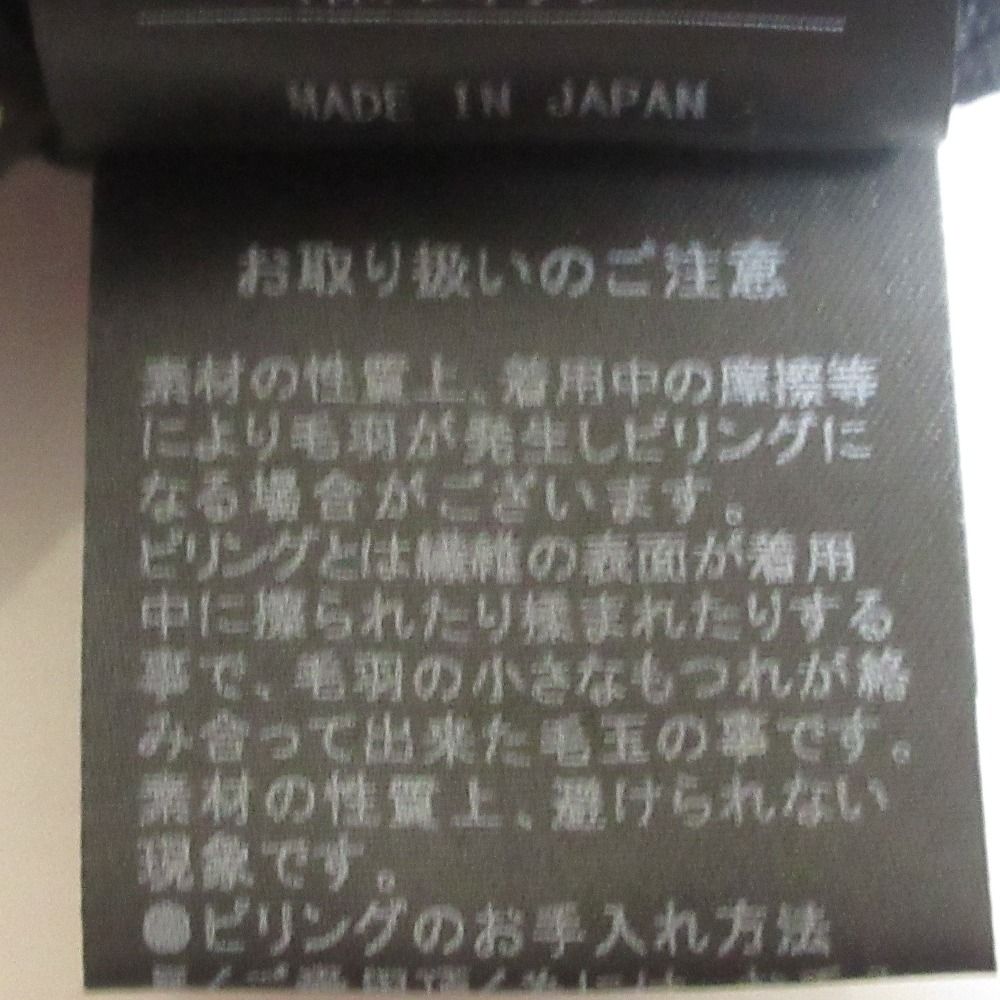 MADE IN JAPAN
お取り扱いのご注意
素材の性質上、着用中の摩擦等
により毛羽が発生しピリングに
なる場合がございます。
ピリングとは繊維の表面が着用
中に擦られたり揉まれたりする
事で、毛羽の小さなもつれが絡
み合って出来た毛玉の事です。
素材の性質上、避けられない
現象です。
●ピリングのお手入れ方法